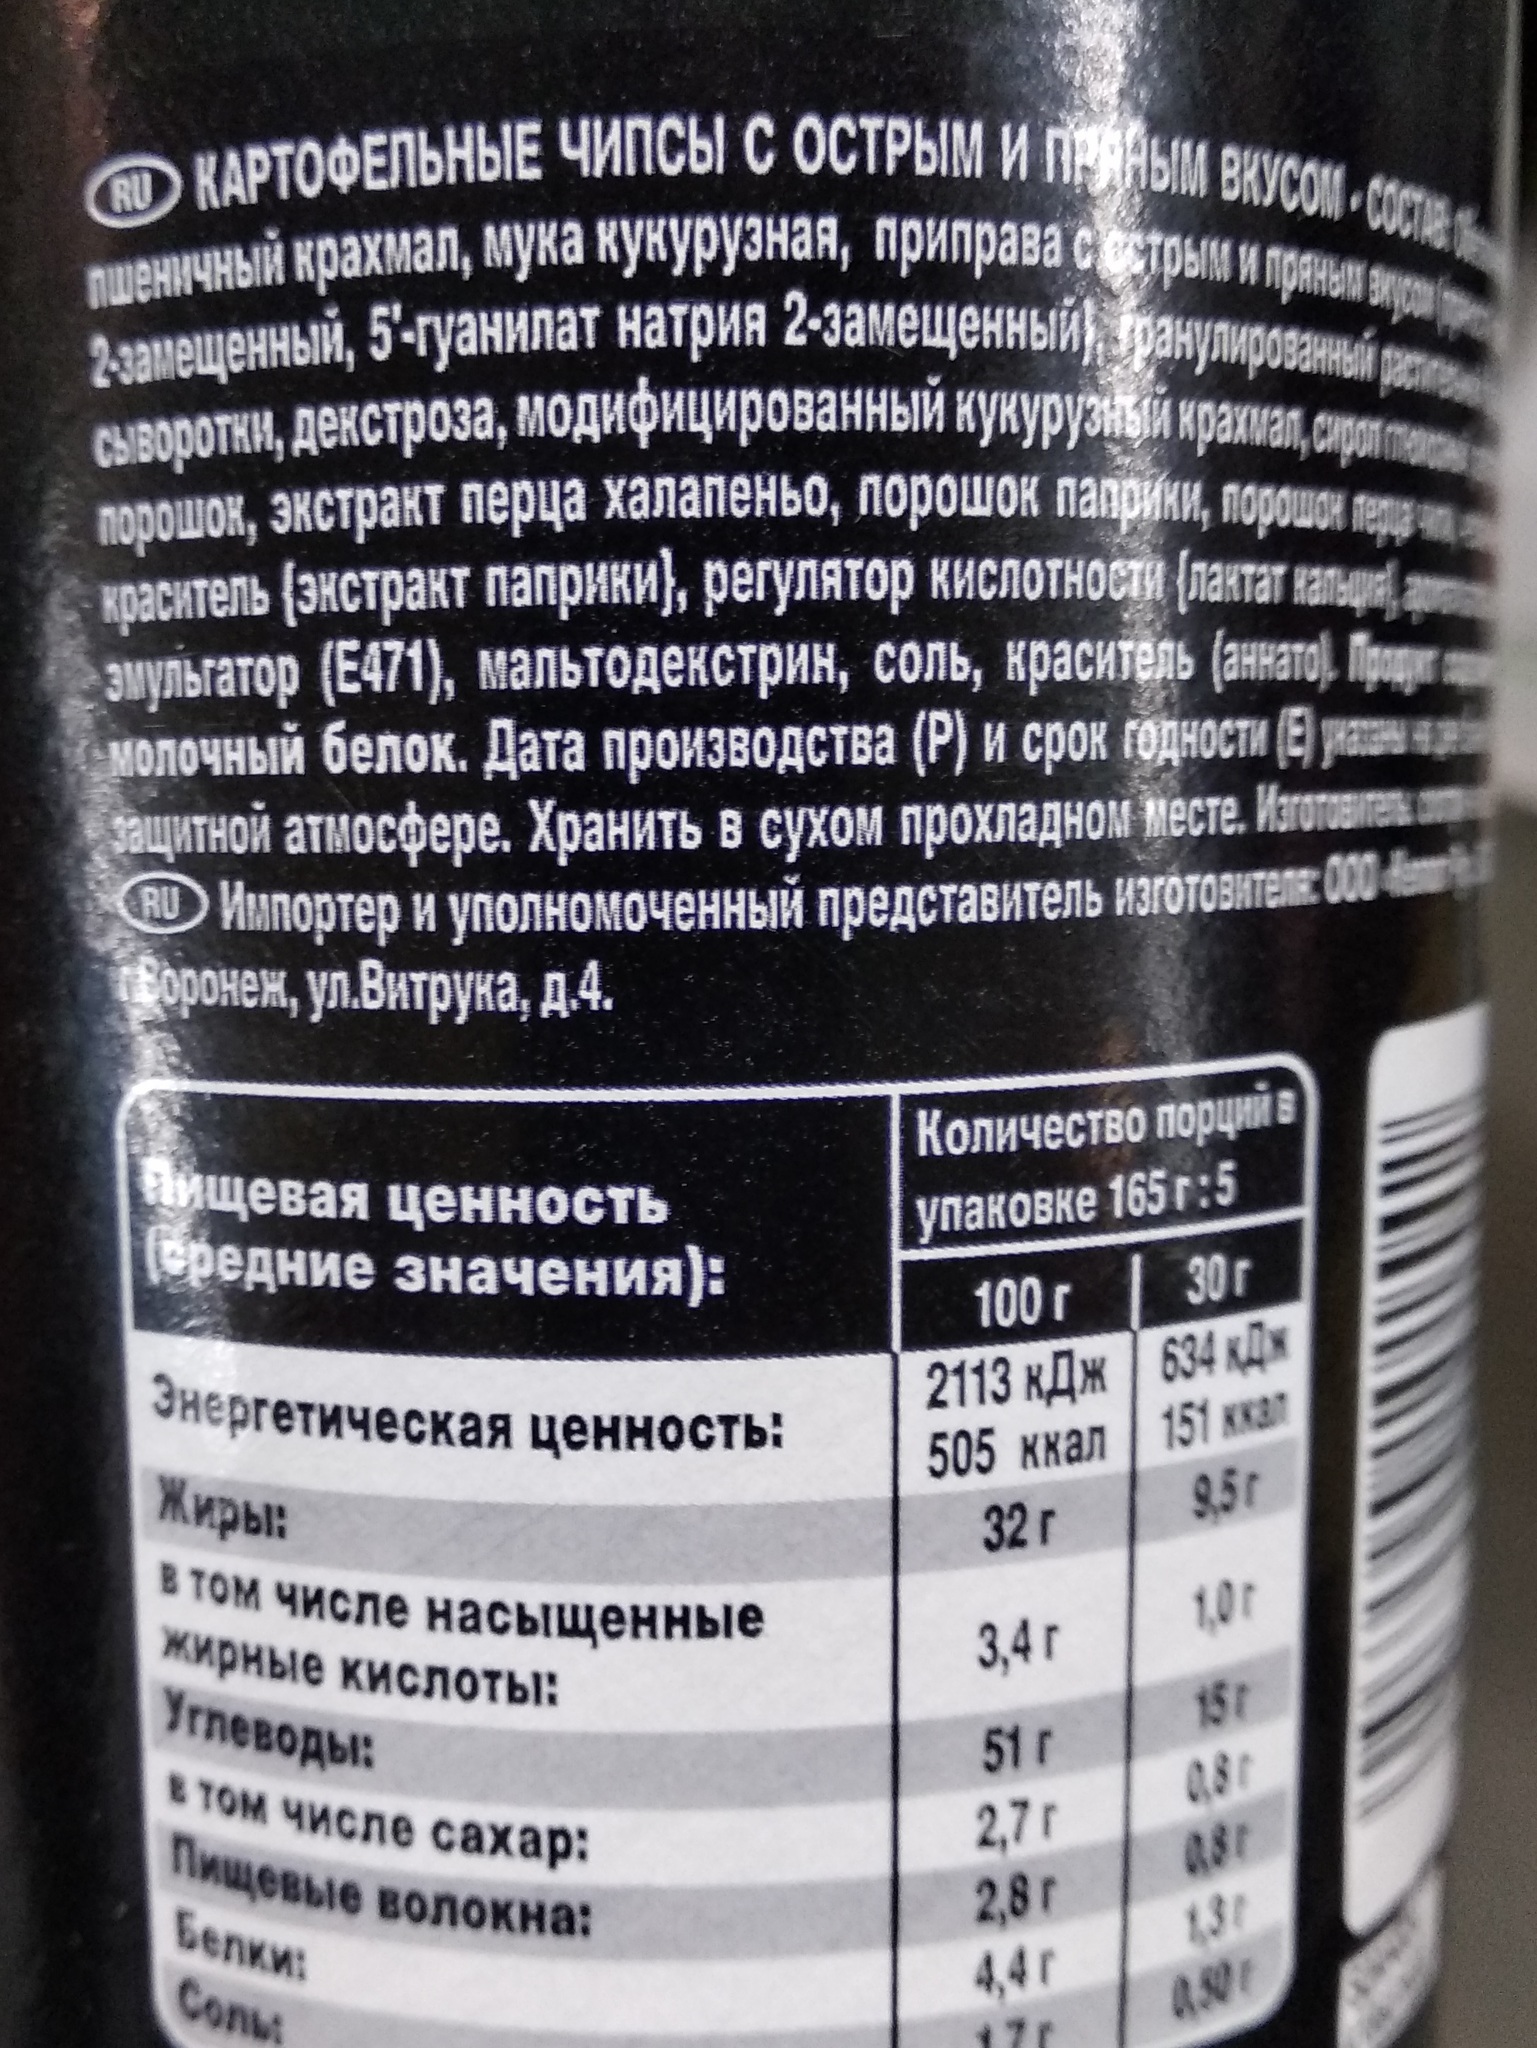 RU КАРТОФЕЛЬНЫЕ ЧИПСЫ С ОСТРЫМ И ПРЯНЫМ ВКУСОМ • СОСТАВ:
пшеничный крахмал, мука кукурузная, приправа с острым и пряным вкусом
2-замещенный, 5'-гуанилат натрия 2-замещенный}, гранулированный
сыворотки, декстроза, модифицированный кукурузный крахмал, сироп
порошок, экстракт перца халапеньо, порошок паприки, порошок перца
краситель {экстракт паприки}, регулятор кислотности {лактат кальция},
эмульгатор (E471), мальтодекстрин, соль, краситель (аннато). Продукт
молочный белок. Дата производства (P) и срок годности (E) указаны на
защитной атмосфере. Хранить в сухом прохладном месте. Изготовитель:
RU Импортер и уполномоченный представитель изготовителя: ООО
г.Воронеж, ул.Витрука, д.4.
Пищевая ценность
(средние значения):
Количество порций в
упаковке 165 г : 5
100 г 30 г
Энергетическая ценность: 2113 кДж 634 кДж
505 ккал 151 ккал
Жиры: 32 г 9,5 г
в том числе насыщенные
жирные кислоты: 3,4 г 1,0 г
Углеводы: 51 г 15 г
в том числе сахар: 2,7 г 0,8 г
Пищевые волокна: 2,8 г 0,8 г
Белки: 4,4 г 1,3 г
Соль: 1,7 г 0,50 г